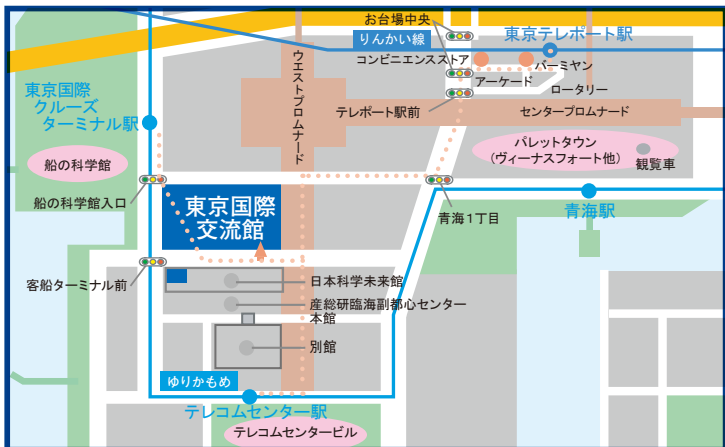 お台場中央
りんかい線
東京テレポート駅
コンビニエンスストア
バーミヤン
アーケード
ロータリー
ウエストプロムナード
テレポート駅前
センタープロムナード
東京国際
クルーズ
ターミナル駅
パレットタウン
（ヴィーナスフォート他）
観覧車
船の科学館
船の科学館入口
東京国際
交流館
青海1丁目
青海駅
客船ターミナル前
日本科学未来館
産総研臨海副都心センター
本館
別館
ゆりかもめ
テレコムセンター駅
テレコムセンタービル